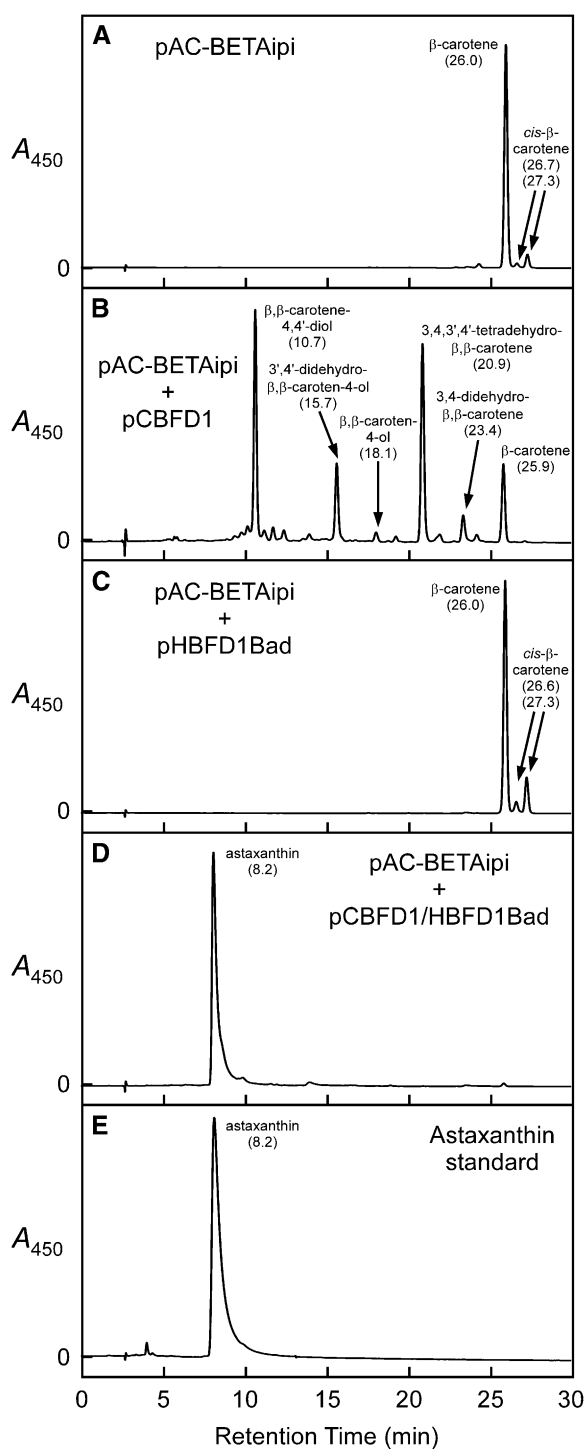 A
pAC-BETAipi
β-carotene
(26.0)
cis-β-
carotene
(26.7)
(27.3)
A450
0
B
pAC-BETAipi
+
pCBFD1
β,β-carotene-
4,4'-diol
(10.7)
3',4'-didehydro-
β,β-caroten-4-ol
(15.7)
β,β-caroten-
4-ol
(18.1)
3,4,3',4'-tetradehydro-
β,β-carotene
(20.9)
3,4-didehydro-
β,β-carotene
(23.4)
β-carotene
(25.9)
A450
0
C
pAC-BETAipi
+
pHBFD1Bad
β-carotene
(26.0)
cis-β-
carotene
(26.6)
(27.3)
A450
0
D
astaxanthin
(8.2)
pAC-BETAipi
+
pCBFD1/HBFD1Bad
A450
0
E
astaxanthin
(8.2)
Astaxanthin
standard
A450
0
0 5 10 15 20 25 30
Retention Time (min)